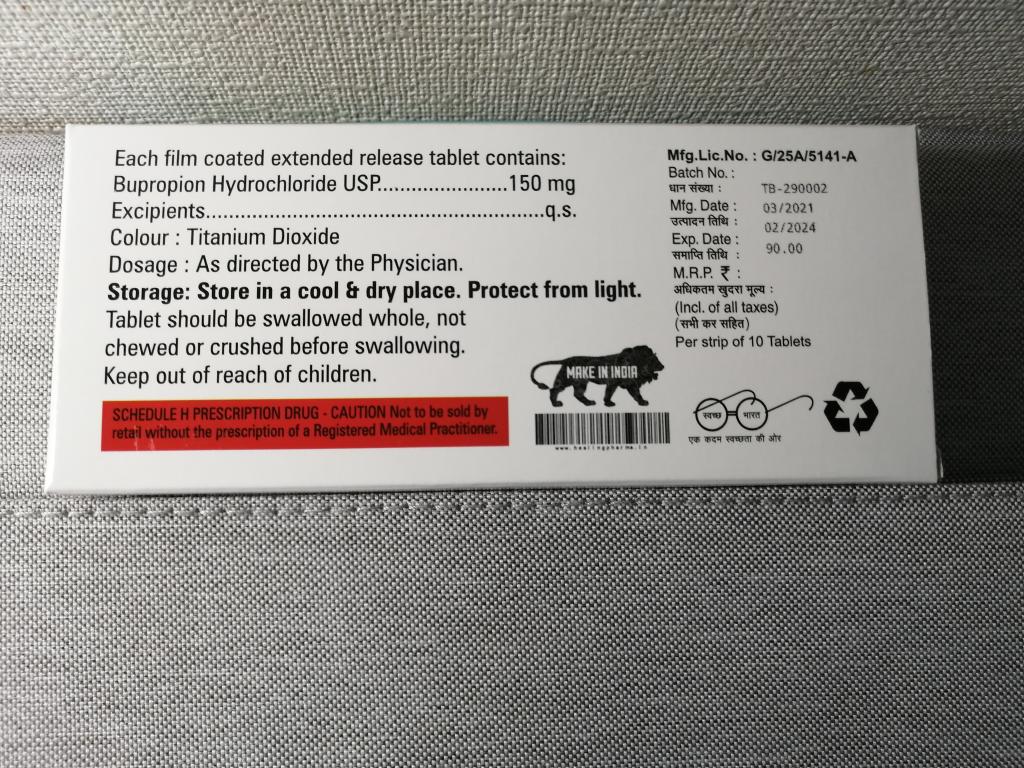 Each film coated extended release tablet contains:
Bupropion Hydrochloride USP......................150 mg
Excipients.........................................................q.s.
Colour : Titanium Dioxide
Dosage : As directed by the Physician.
Storage: Store in a cool & dry place. Protect from light.
Tablet should be swallowed whole, not
chewed or crushed before swallowing.
Keep out of reach of children.
SCHEDULE H PRESCRIPTION DRUG - CAUTION Not to be sold by
retail without the prescription of a Registered Medical Practitioner.
MAKE IN INDIA
www.healingpharma.in
Mfg.Lic.No. : G/25A/5141-A
Batch No. :
धान संख्या : TB-290002
Mfg. Date : 03/2021
उत्पादन तिथि : 02/2024
Exp. Date :
समाप्ति तिथि : 90.00
M.R.P. ₹ :
अधिकतम खुदरा मूल्य :
(Incl. of all taxes)
(सभी कर सहित)
Per strip of 10 Tablets
स्वच्छ भारत
एक कदम स्वच्छता की ओर